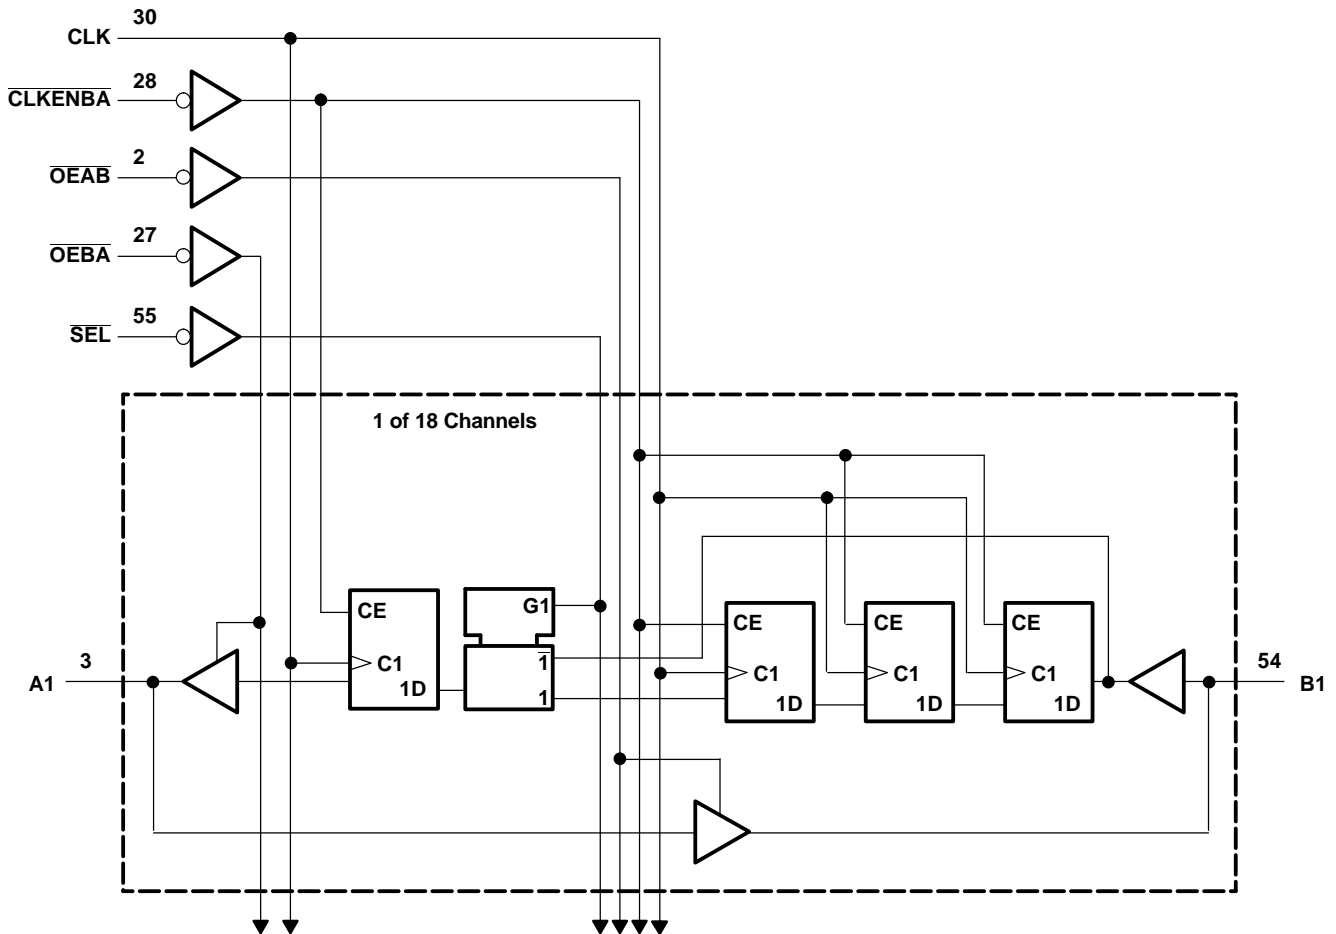 30
CLK
28
CLKENBA
2
OEAB
27
OEBA
55
SEL
1 of 18 Channels
CE
C1
1D
G1
1
1
CE
C1
1D
CE
C1
1D
CE
C1
1D
3
A1
54
B1